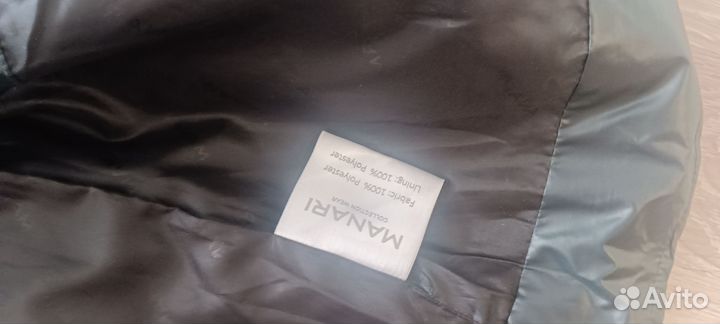 MANARI
COLLECTION WEAR
Fabric: 100% Polyester
Lining: 100% Polyester
Avito